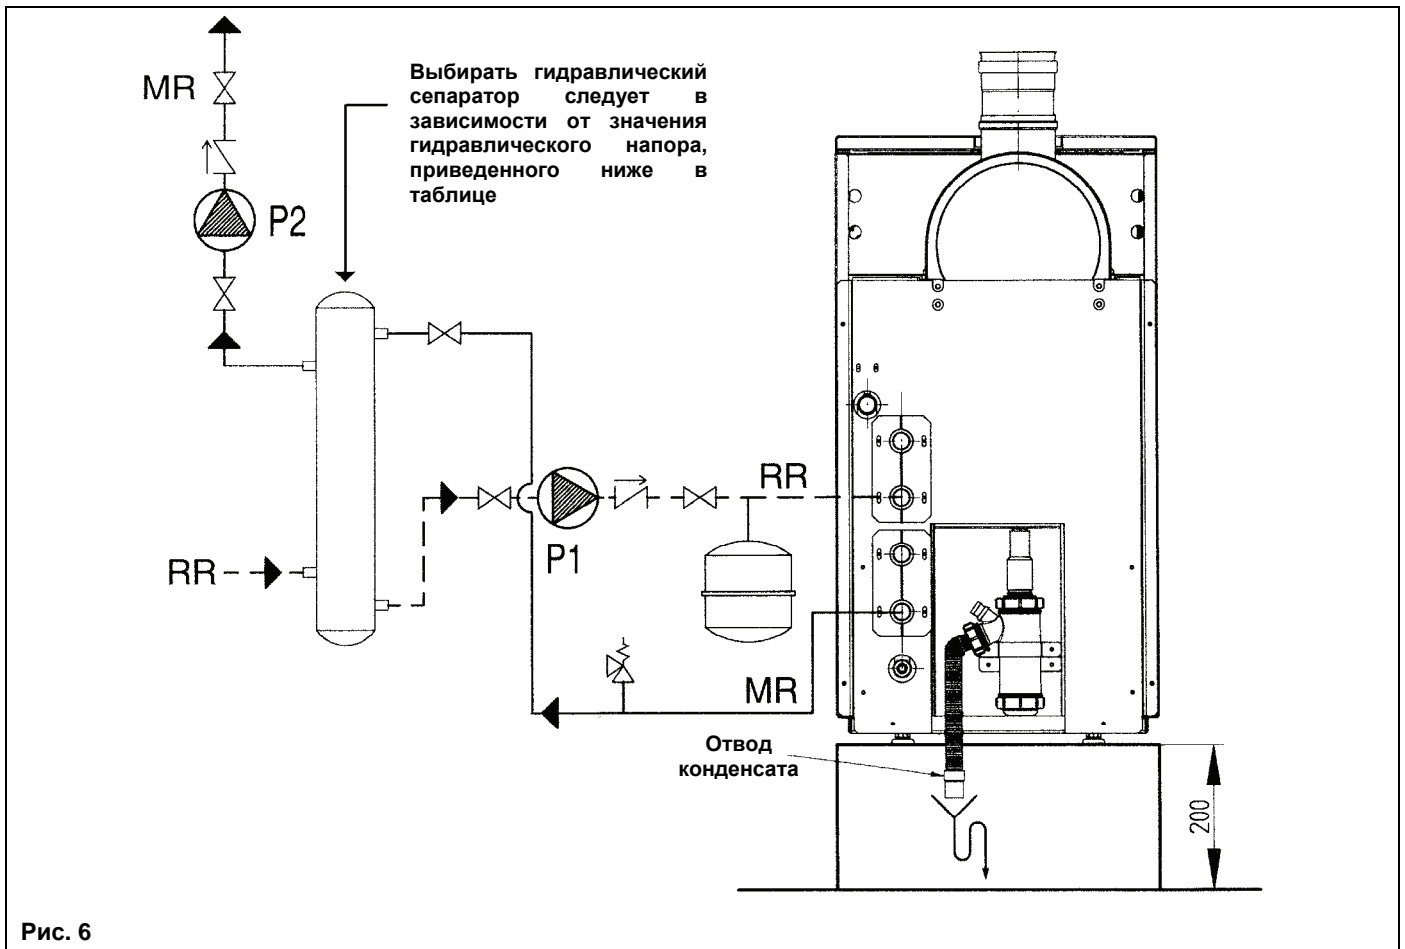 MR
Выбирать гидравлический
сепаратор следует в
зависимости от значения
гидравлического напора,
приведенного ниже в
таблице
P2
RR
P1
RR
MR
Отвод
конденсата
200
Рис. 6